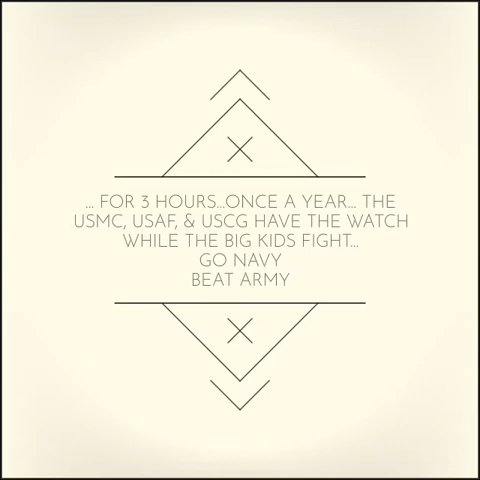 ... FOR 3 HOURS...ONCE A YEAR... THE
USMC, USAF, & USCG HAVE THE WATCH
WHILE THE BIG KIDS FIGHT...
GO NAVY
BEAT ARMY